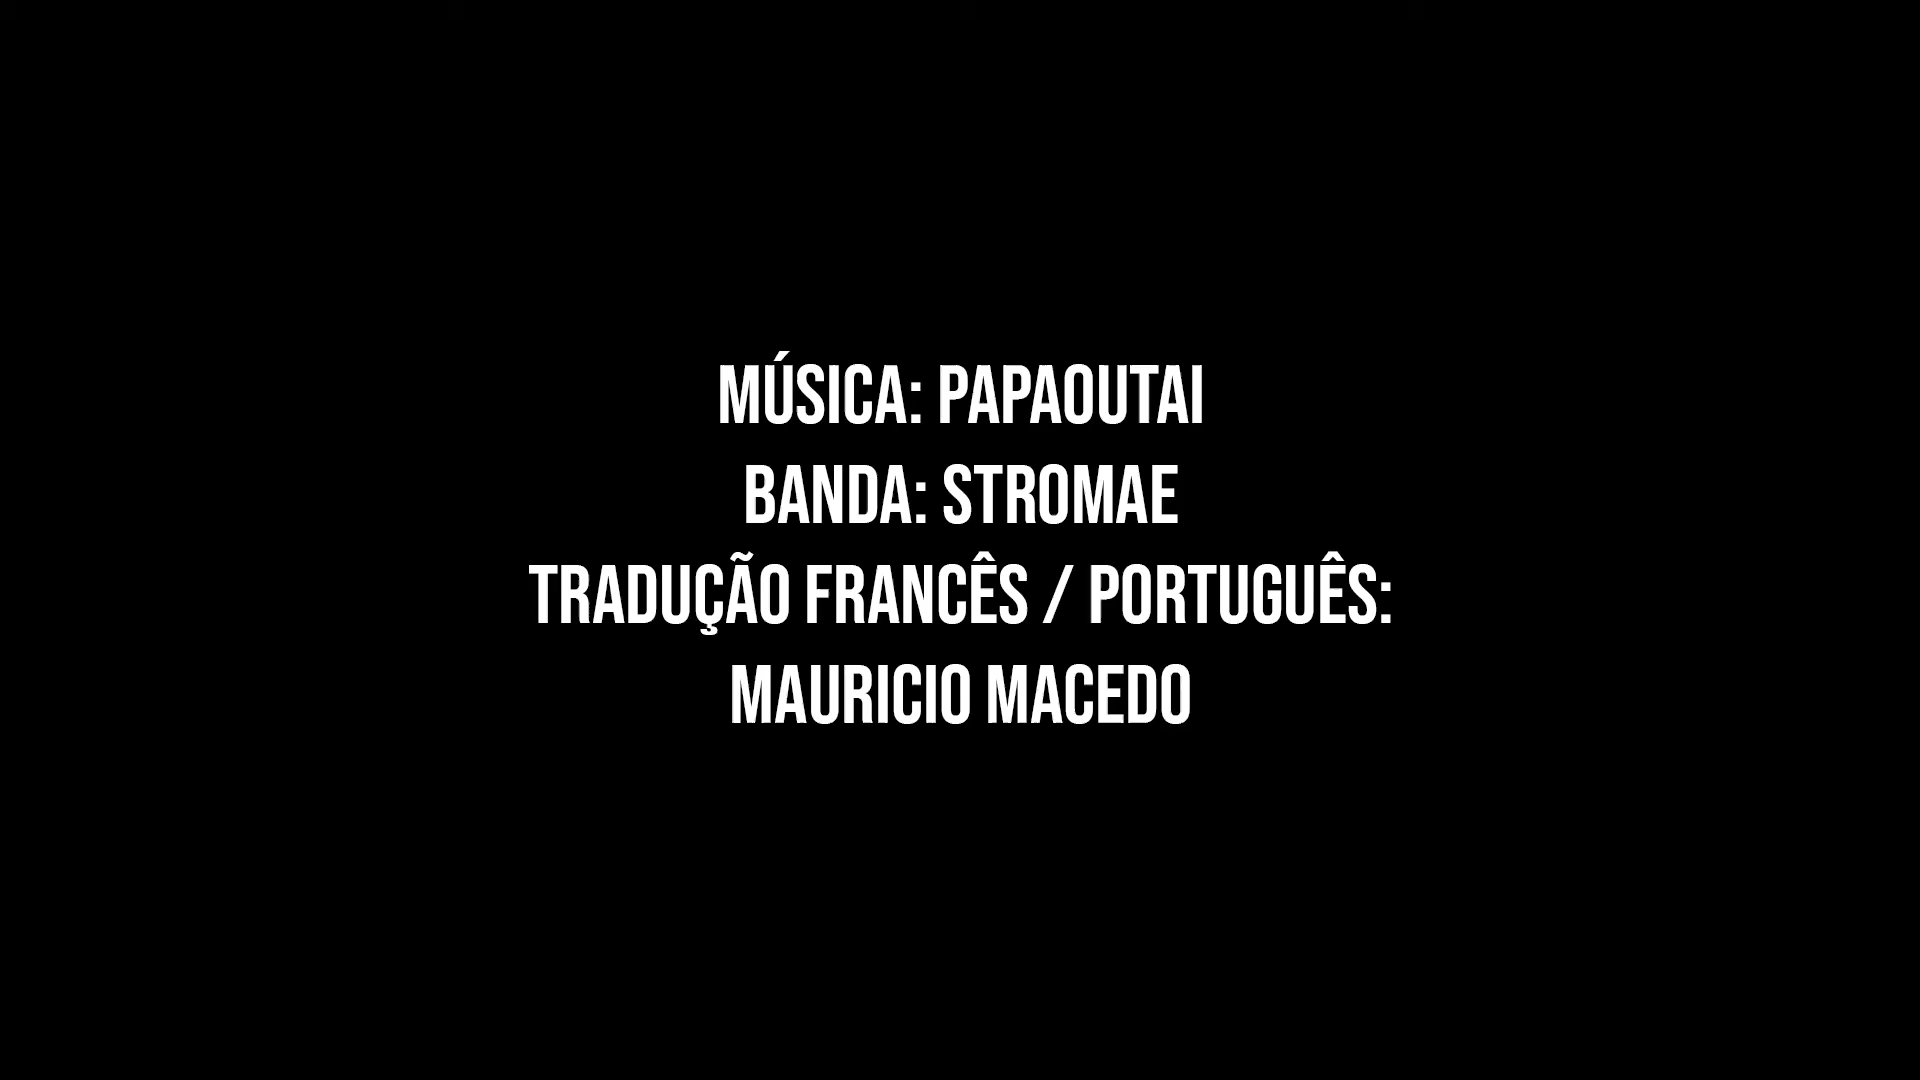 MÚSICA: PAPAOUTAI
BANDA: STROMAE
TRADUÇÃO FRANCÊS / PORTUGUÊS:
MAURICIO MACEDO